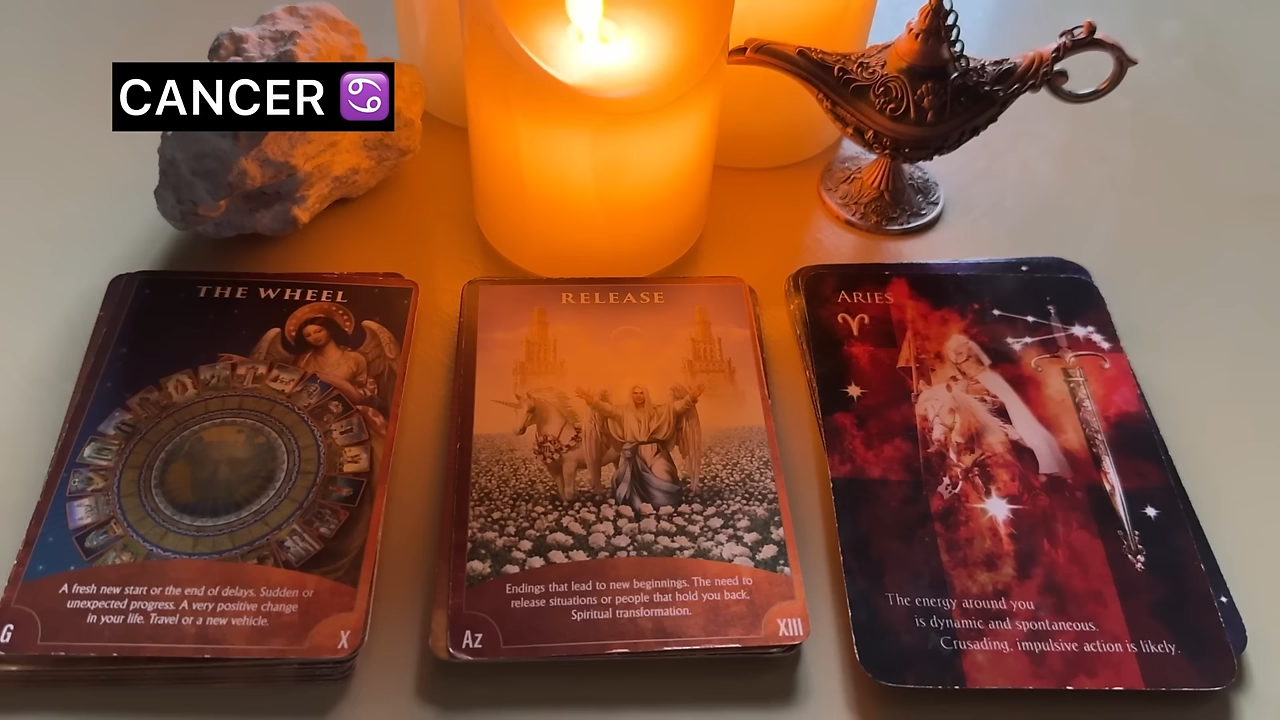 CANCER ♋
THE WHEEL
A fresh new start or the end of delays. Sudden or
unexpected progress. A very positive change
in your life. Travel or a new vehicle.
G
X
RELEASE
Endings that lead to new beginnings. The need to
release situations or people that hold you back.
Spiritual transformation.
Az
XIII
ARIES
♈
The energy around you
is dynamic and spontaneous.
Crusading, impulsive action is likely.